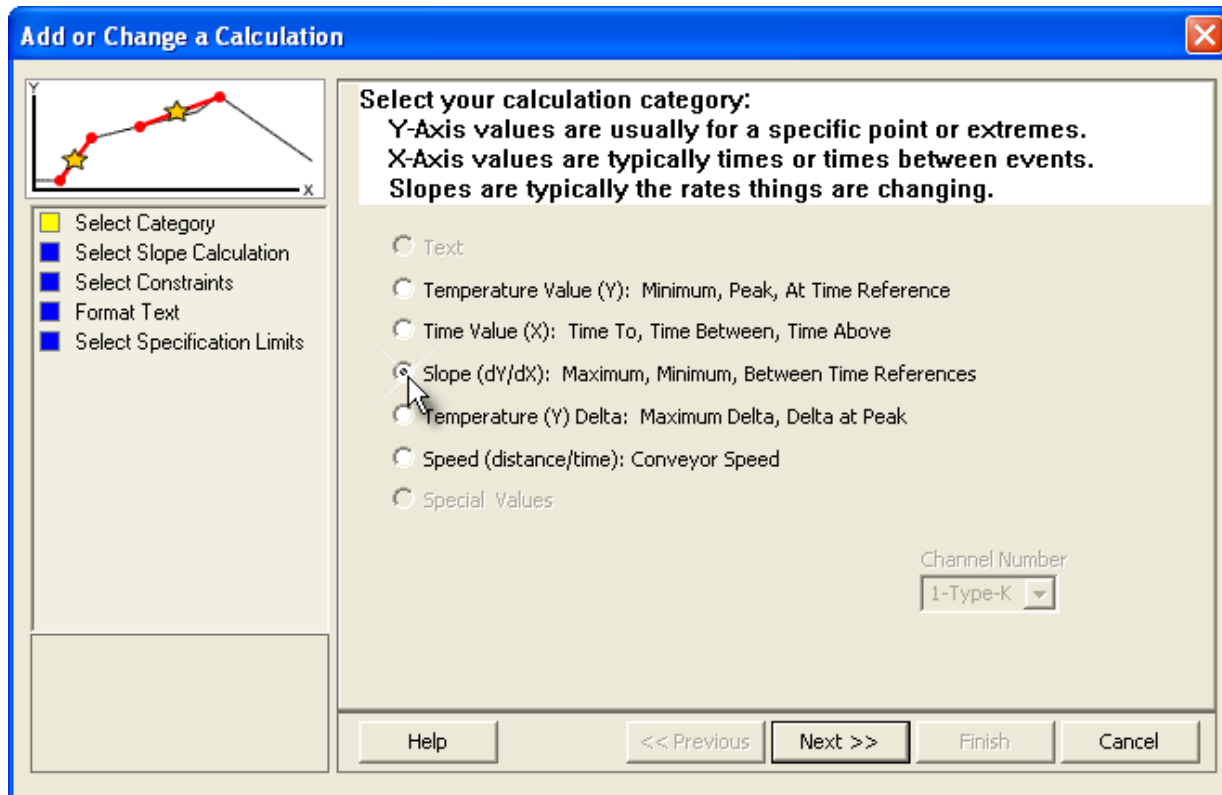 Add or Change a Calculation
Y
X
Select Category
Select Slope Calculation
Select Constraints
Format Text
Select Specification Limits
Select your calculation category:
Y-Axis values are usually for a specific point or extremes.
X-Axis values are typically times or times between events.
Slopes are typically the rates things are changing.
Text
Temperature Value (Y): Minimum, Peak, At Time Reference
Time Value (X): Time To, Time Between, Time Above
Slope (dY/dX): Maximum, Minimum, Between Time References
Temperature (Y) Delta: Maximum Delta, Delta at Peak
Speed (distance/time): Conveyor Speed
Special Values
Channel Number
1-Type-K
Help
<< Previous
Next >>
Finish
Cancel